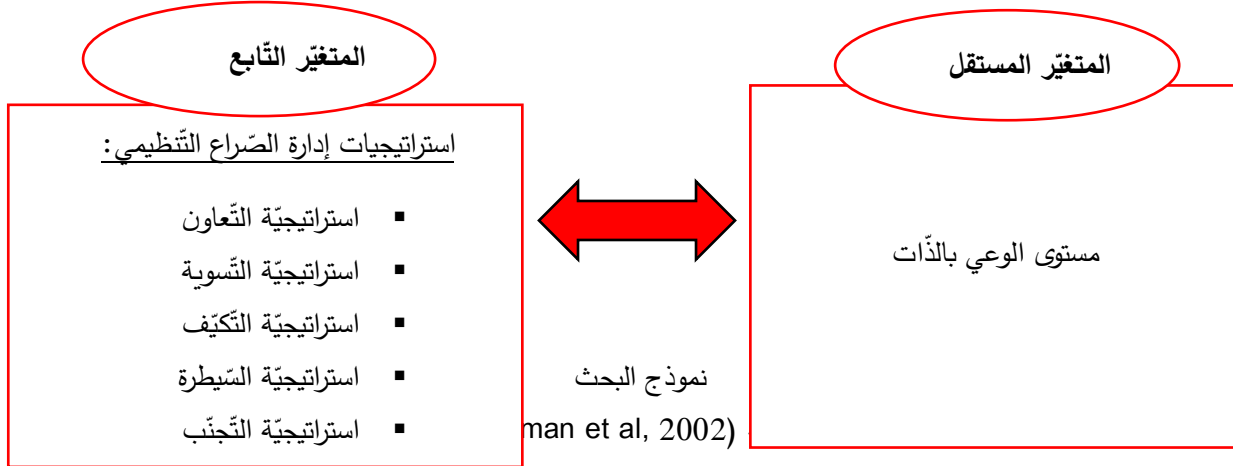 المتغيّر المستقل
مستوى الوعي بالذّات
المتغيّر التّابع
استراتيجيات إدارة الصّراع التّنظيمي:
▪ استراتيجيّة التّعاون
▪ استراتيجيّة التّسوية
▪ استراتيجيّة التّكيّف
▪ استراتيجيّة السّيطرة
▪ استراتيجيّة التّجنّب
نموذج البحث
man et al, 2002)